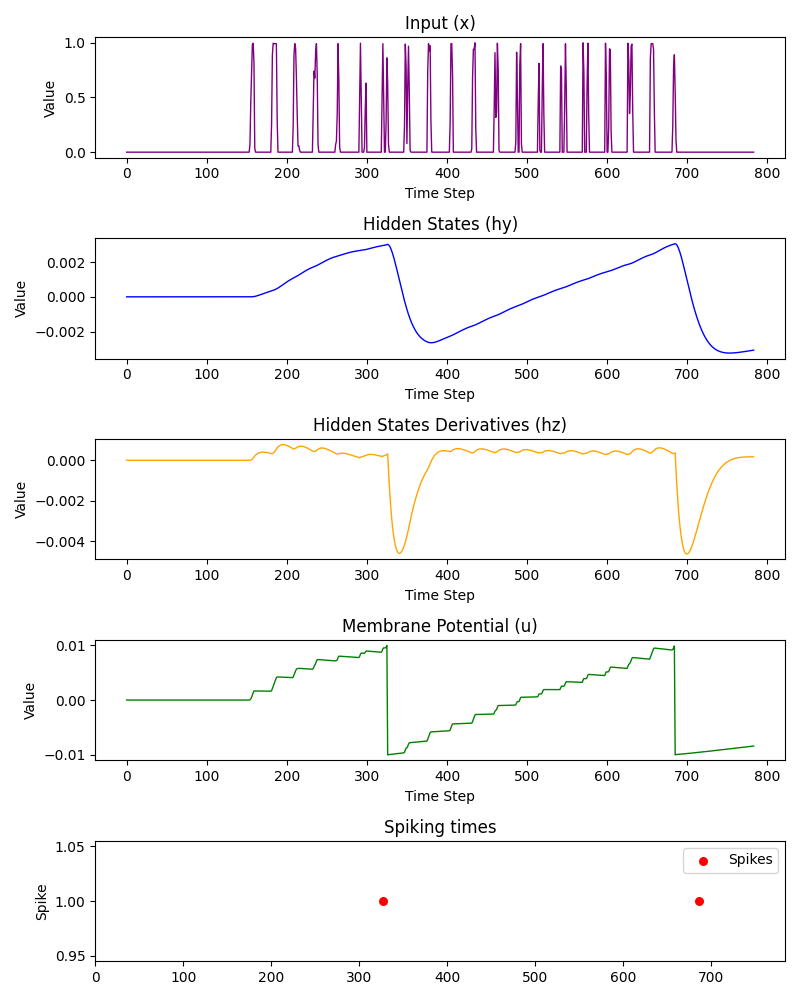 Input (x)
1.0
0.5
0.0
Value
0 100 200 300 400 500 600 700 800
Time Step
Hidden States (hy)
0.002
0.000
−0.002
Value
0 100 200 300 400 500 600 700 800
Time Step
Hidden States Derivatives (hz)
0.000
−0.002
−0.004
Value
0 100 200 300 400 500 600 700 800
Time Step
Membrane Potential (u)
0.01
0.00
−0.01
Value
0 100 200 300 400 500 600 700 800
Time Step
Spiking times
1.05
1.00
0.95
Spike
Spikes
0 100 200 300 400 500 600 700